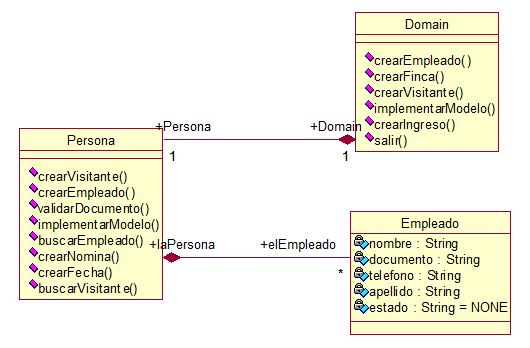 Domain
crearEmpleado()
crearFinca()
crearVisitante()
implementarModelo()
crearIngreso()
salir()
+Persona
+Domain
1
1
Persona
crearVisitante()
crearEmpleado()
validarDocumento()
implementarModelo()
buscarEmpleado()
crearNomina()
crearFecha()
buscarVisitante()
+laPersona
+elEmpleado
*
Empleado
nombre : String
documento : String
telefono : String
apellido : String
estado : String = NONE